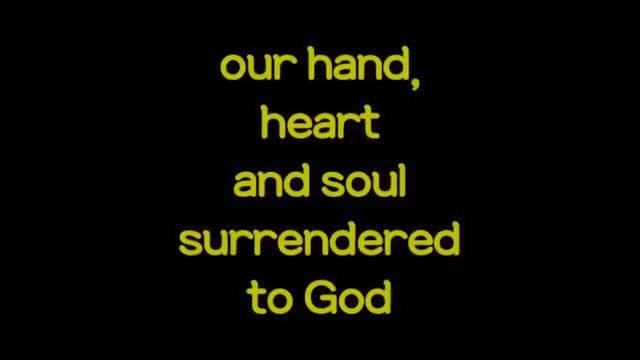 our hand,
heart
and soul
surrendered
to God